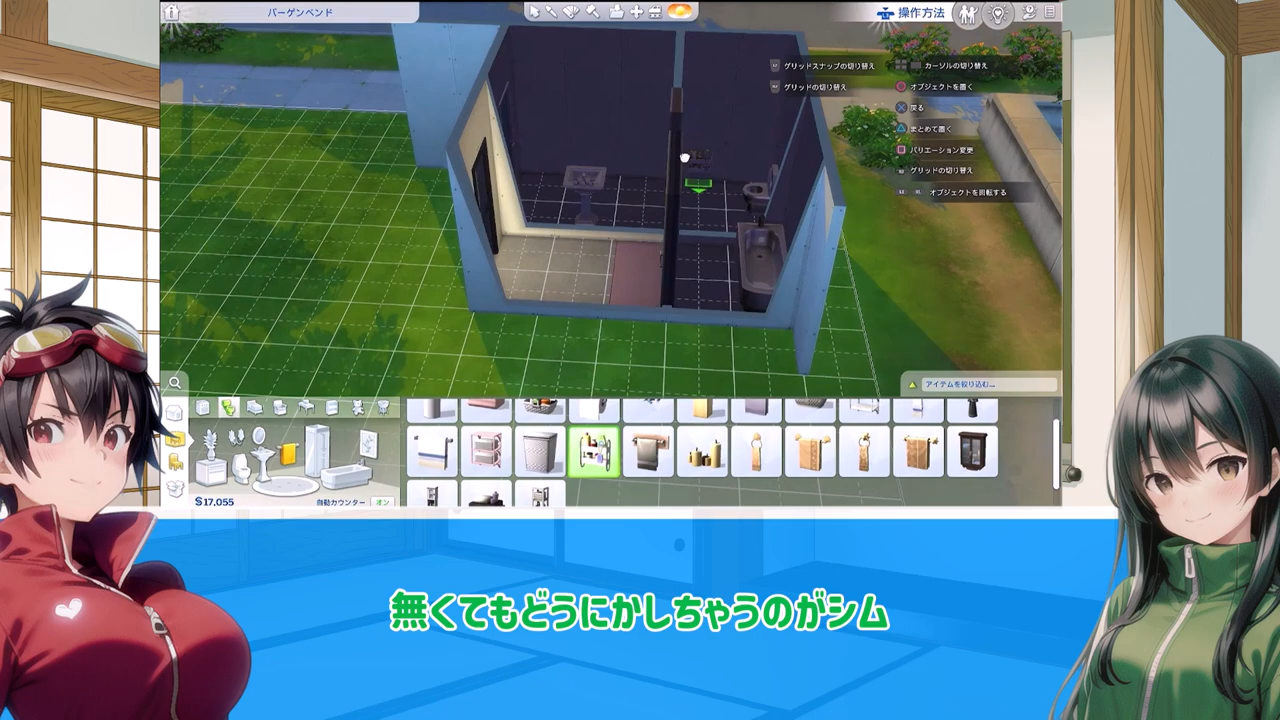 バーゲンベンド
操作方法
グリッドスナップの切り替え
カーソルの切り替え
グリッドの切り替え
オブジェクトを置く
戻る
まとめて置く
バリエーション変更
グリッドの切り替え
オブジェクトを回転する
アイテムを絞り込む...
§17,055
自動カウンター
オン
無くてもどうにかしちゃうのがシム